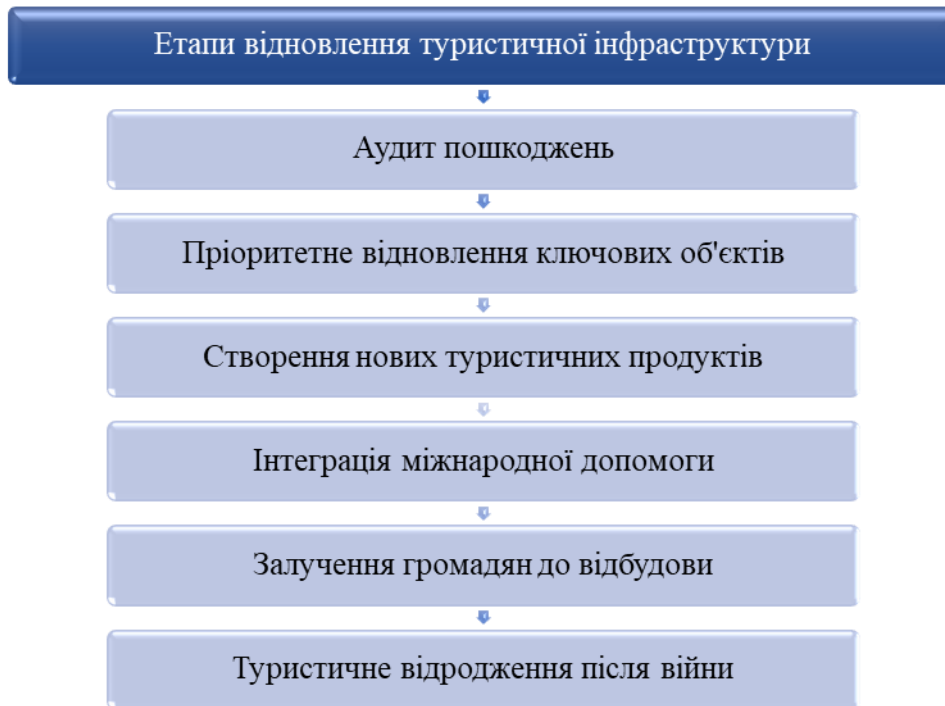 Етапи відновлення туристичної інфраструктури
Аудит пошкоджень
Пріоритетне відновлення ключових об'єктів
Створення нових туристичних продуктів
Інтеграція міжнародної допомоги
Залучення громадян до відбудови
Туристичне відродження після війни